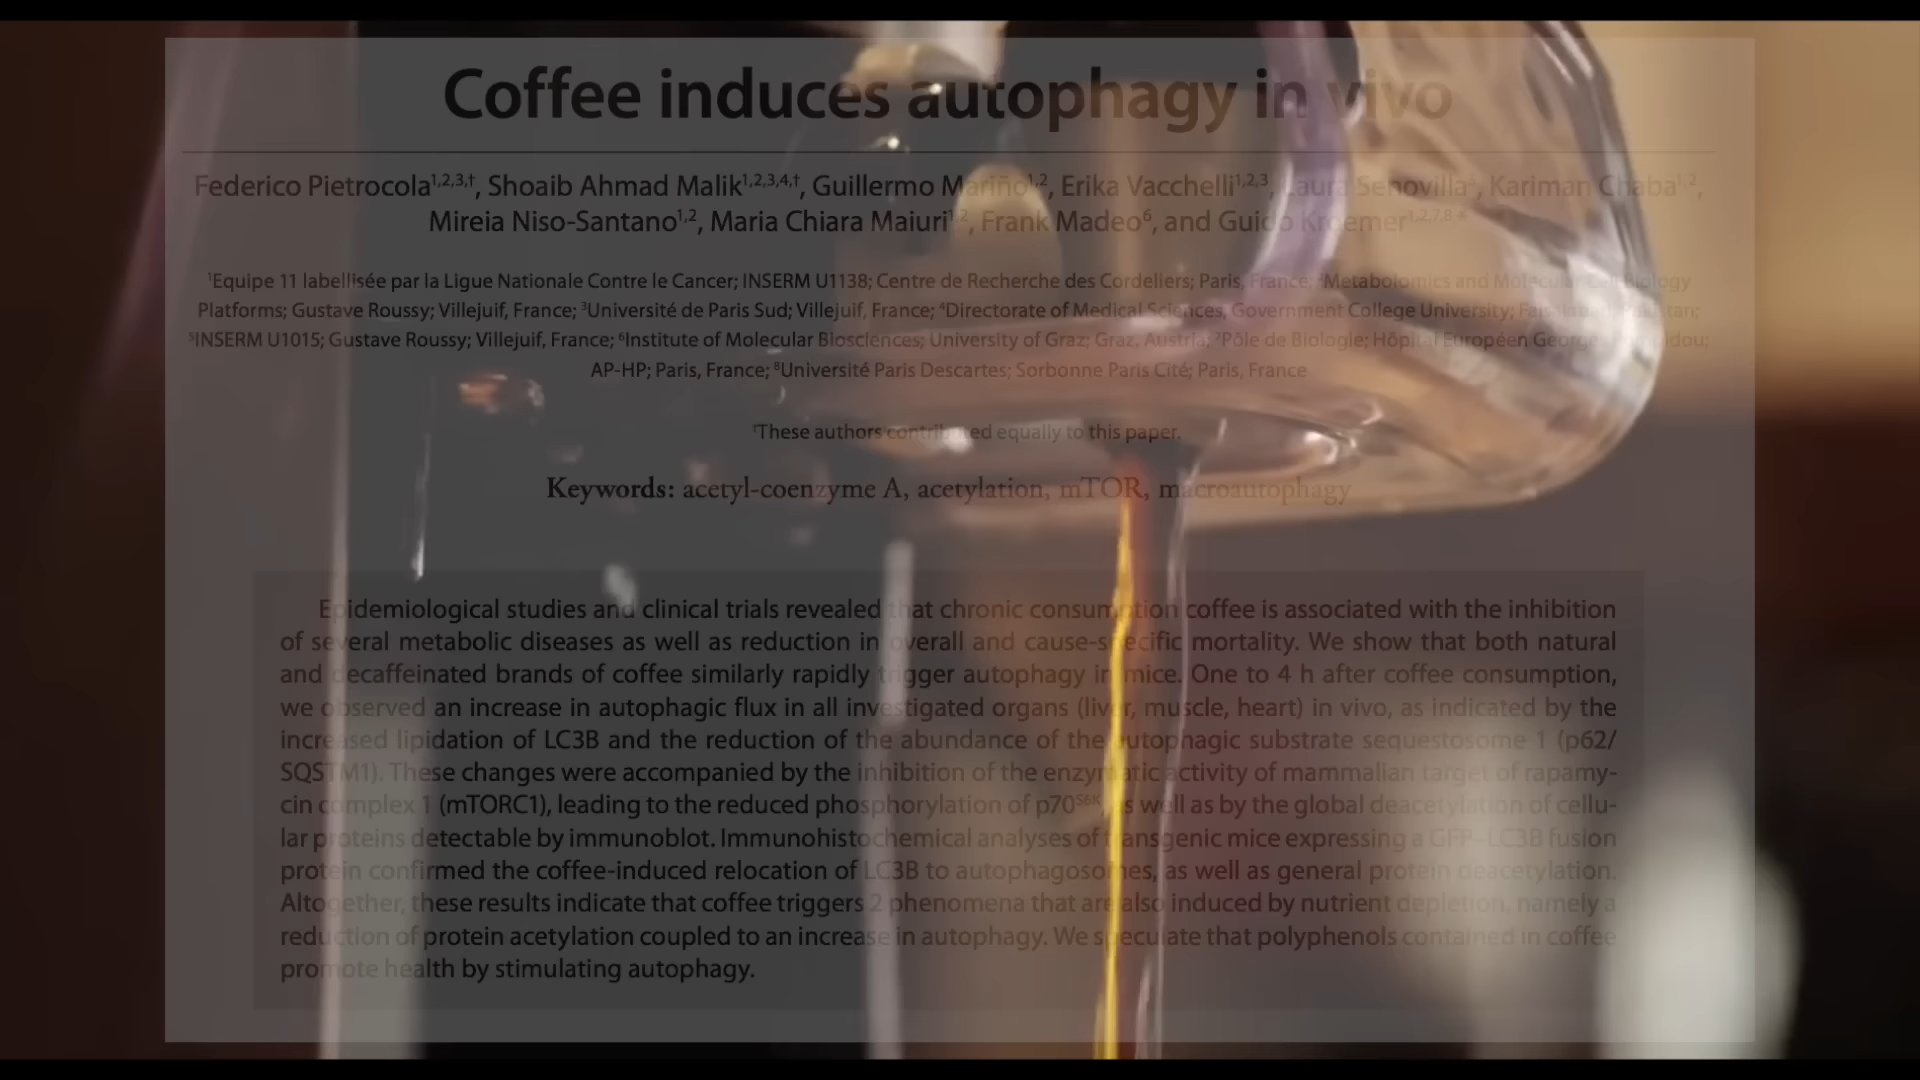 Coffee induces autophagy in vivo
Federico Pietrocola1,2,3,†, Shoaib Ahmad Malik1,2,3,4,†, Guillermo Mariño1,2, Erika Vacchelli1,2,3, Laura Senovilla, Kariman Chaba1,2,
Mireia Niso-Santano1,2, Maria Chiara Maiuri1,2, Frank Madeo6, and Guido Kroemer1,2,7,8,*
1Equipe 11 labellisée par la Ligue Nationale Contre le Cancer; INSERM U1138; Centre de Recherche des Cordeliers; Paris, France; 2Metabolomics and Molecular Cell Biology
Platforms; Gustave Roussy; Villejuif, France; 3Université de Paris Sud; Villejuif, France; 4Directorate of Medical Sciences, Government College University; Faisalabad, Pakistan;
5INSERM U1015; Gustave Roussy; Villejuif, France; 6Institute of Molecular Biosciences; University of Graz; Graz, Austria; 7Pôle de Biologie; Hôpital Européen Georges Pompidou;
AP-HP; Paris, France; 8Université Paris Descartes; Sorbonne Paris Cité; Paris, France
†These authors contributed equally to this paper.
Keywords: acetyl-coenzyme A, acetylation, mTOR, macroautophagy
Epidemiological studies and clinical trials revealed that chronic consumption coffee is associated with the inhibition
of several metabolic diseases as well as reduction in overall and cause-specific mortality. We show that both natural
and decaffeinated brands of coffee similarly rapidly trigger autophagy in mice. One to 4 h after coffee consumption,
we observed an increase in autophagic flux in all investigated organs (liver, muscle, heart) in vivo, as indicated by the
increased lipidation of LC3B and the reduction of the abundance of the autophagic substrate sequestosome 1 (p62/
SQSTM1). These changes were accompanied by the inhibition of the enzymatic activity of mammalian target of rapamy-
cin complex 1 (mTORC1), leading to the reduced phosphorylation of p70S6K, as well as by the global deacetylation of cellu-
lar proteins detectable by immunoblot. Immunohistochemical analyses of transgenic mice expressing a GFP–LC3B fusion
protein confirmed the coffee-induced relocation of LC3B to autophagosomes, as well as general protein deacetylation.
Altogether, these results indicate that coffee triggers 2 phenomena that are also induced by nutrient depletion, namely a
reduction of protein acetylation coupled to an increase in autophagy. We speculate that polyphenols contained in coffee
promote health by stimulating autophagy.